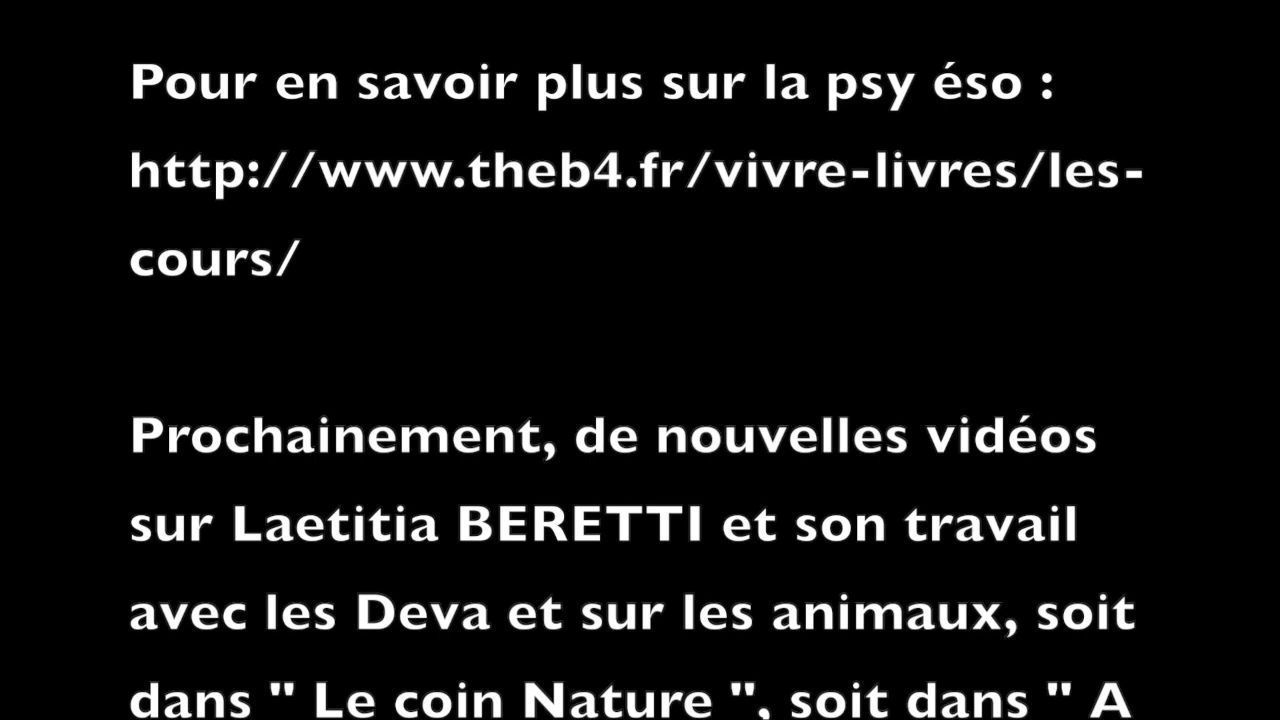 Pour en savoir plus sur la psy éso :
http://www.theb4.fr/vivre-livres/les-
cours/
Prochainement, de nouvelles vidéos
sur Laetitia BERETTI et son travail
avec les Deva et sur les animaux, soit
dans " Le coin Nature ", soit dans " A